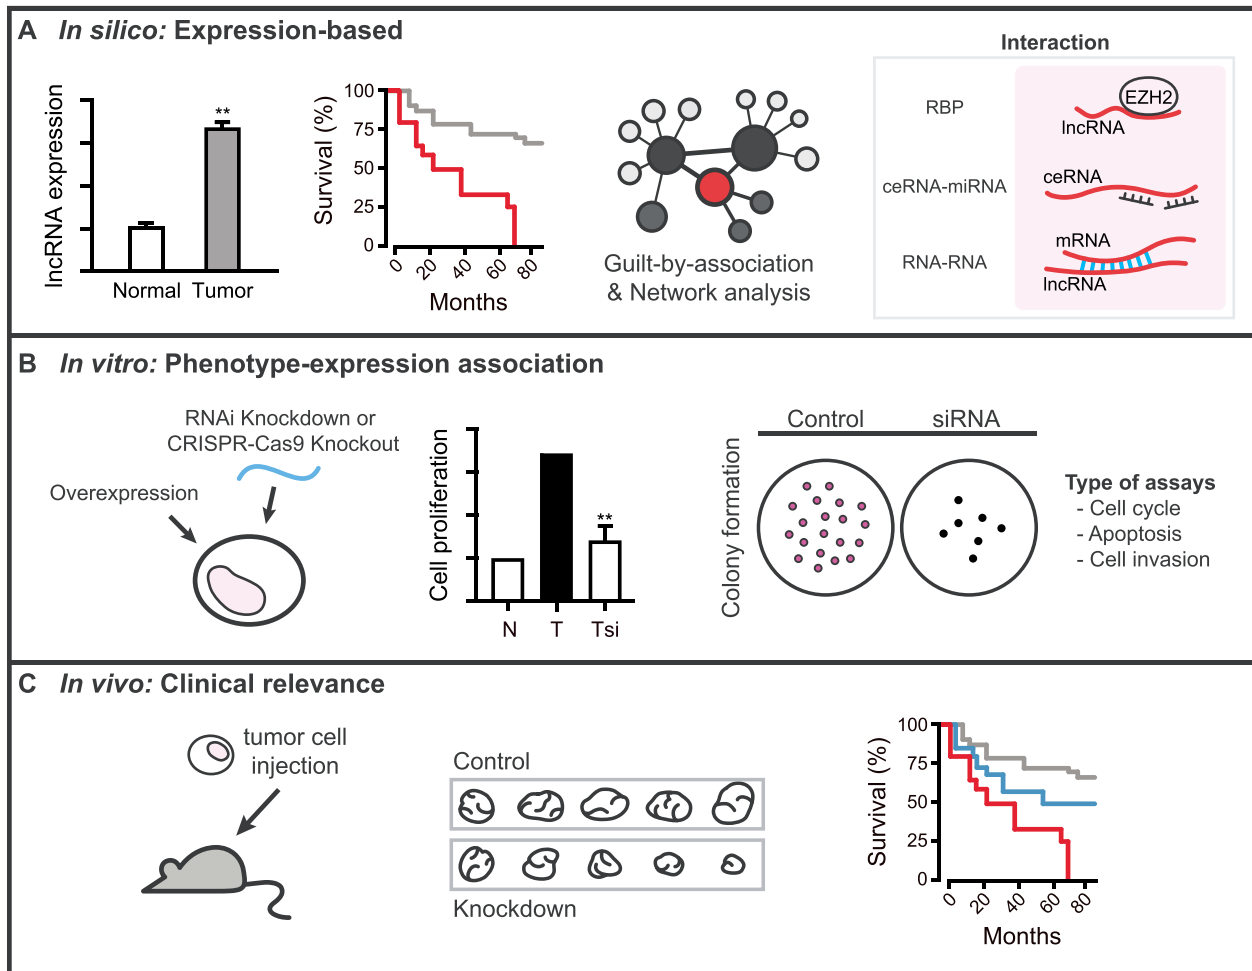 A In silico: Expression-based
lncRNA expression
**
Normal Tumor
Survival (%)
100
75
50
25
0
0 20 40 60 80
Months
Guilt-by-association
& Network analysis
Interaction
RBP
EZH2
lncRNA
ceRNA-miRNA
ceRNA
RNA-RNA
mRNA
lncRNA
B In vitro: Phenotype-expression association
RNAi Knockdown or
CRISPR-Cas9 Knockout
Overexpression
Cell proliferation
**
N T Tsi
Colony formation
Control siRNA
Type of assays
- Cell cycle
- Apoptosis
- Cell invasion
C In vivo: Clinical relevance
tumor cell
injection
Control
Knockdown
Survival (%)
100
75
50
25
0
0 20 40 60 80
Months